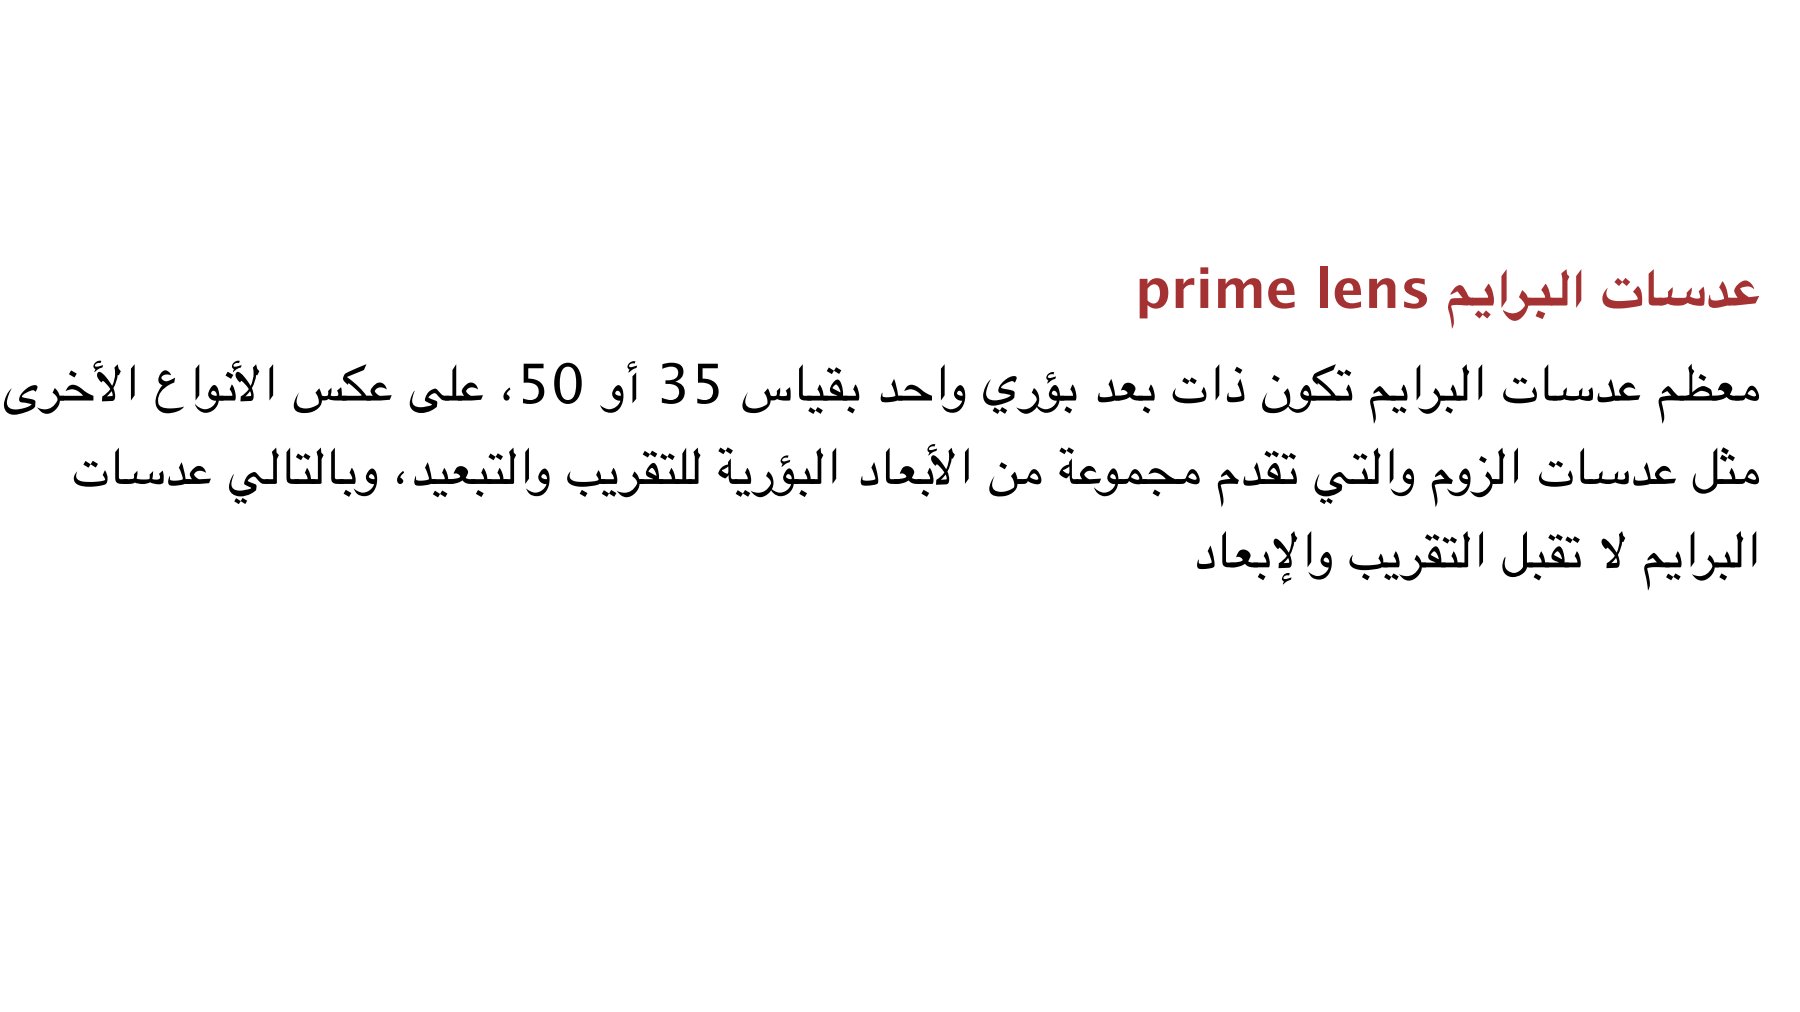 عدسات البرايم prime lens
معظم عدسات البرايم تكون ذات بعد بؤري واحد بقياس 35 أو 50، على عكس الأنواع الأخرى
مثل عدسات الزوم والتي تقدم مجموعة من الأبعاد البؤرية للتقريب والتبعيد، وبالتالي عدسات
البرايم لا تقبل التقريب والإبعاد